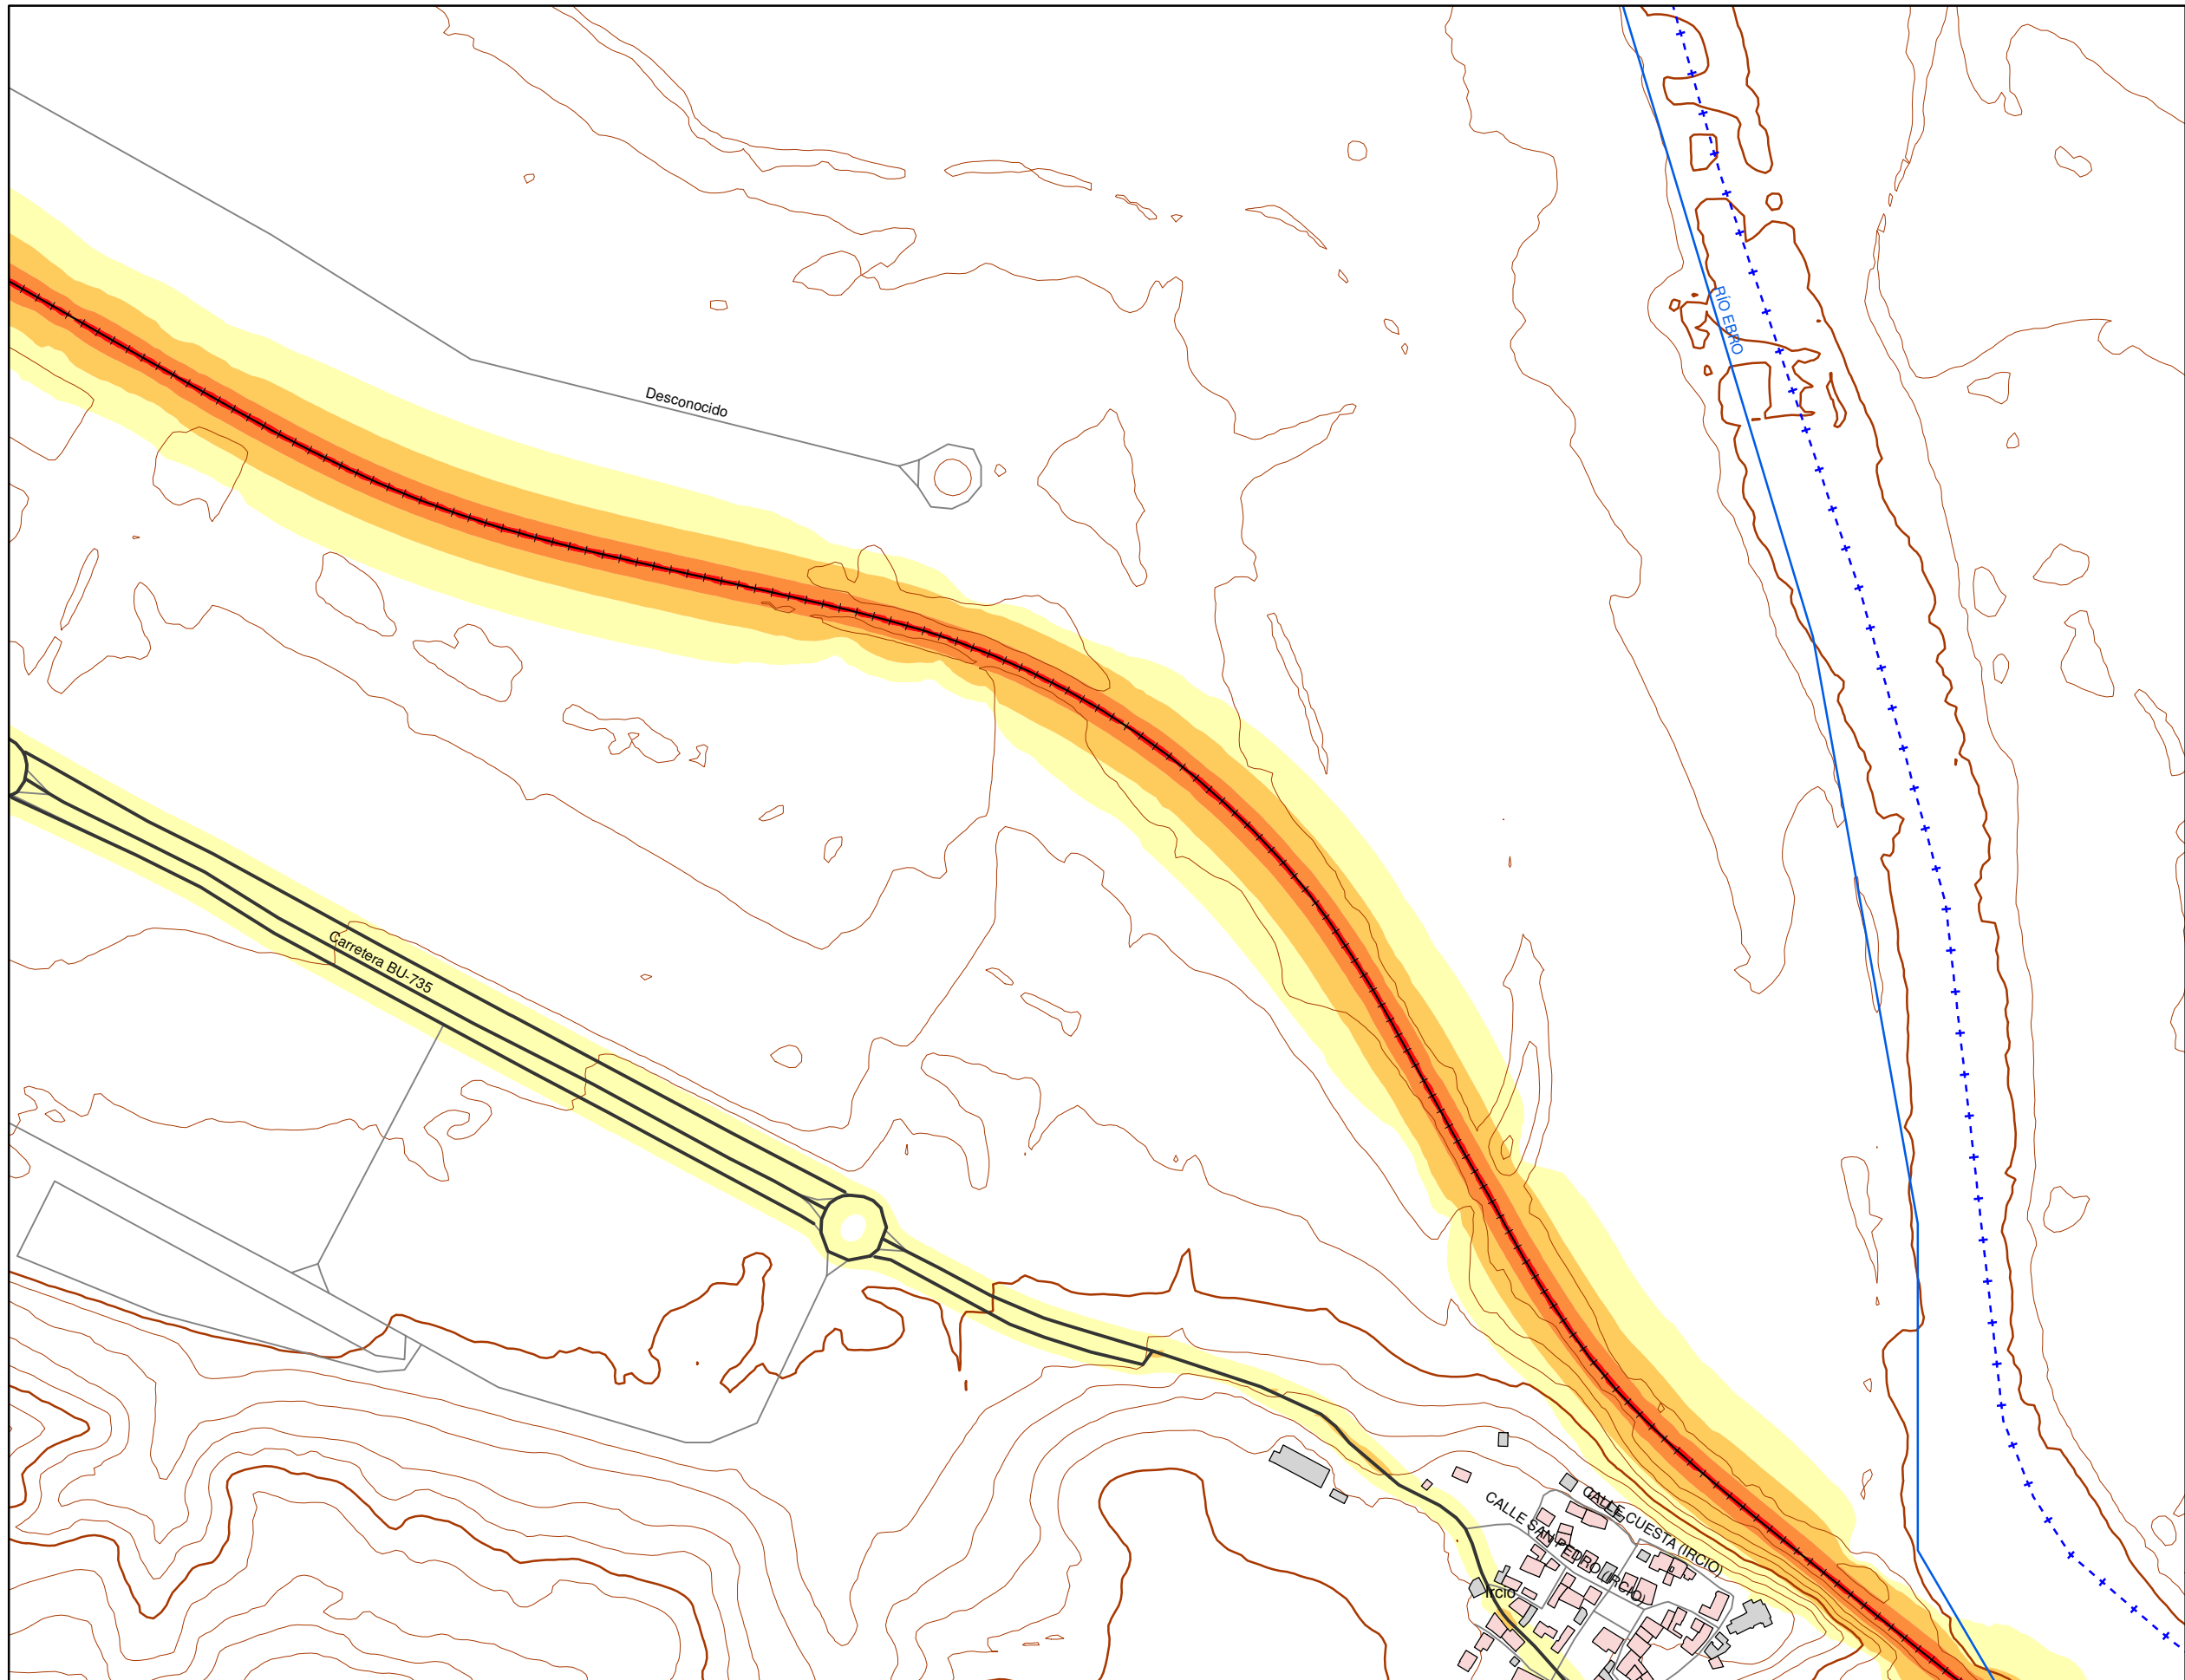 RÍO EBRO
Desconocido
Carretera BU-735
CALLE CUESTA (IRCIO)
CALLE SAN PEDRO (IRCIO)
Ircio